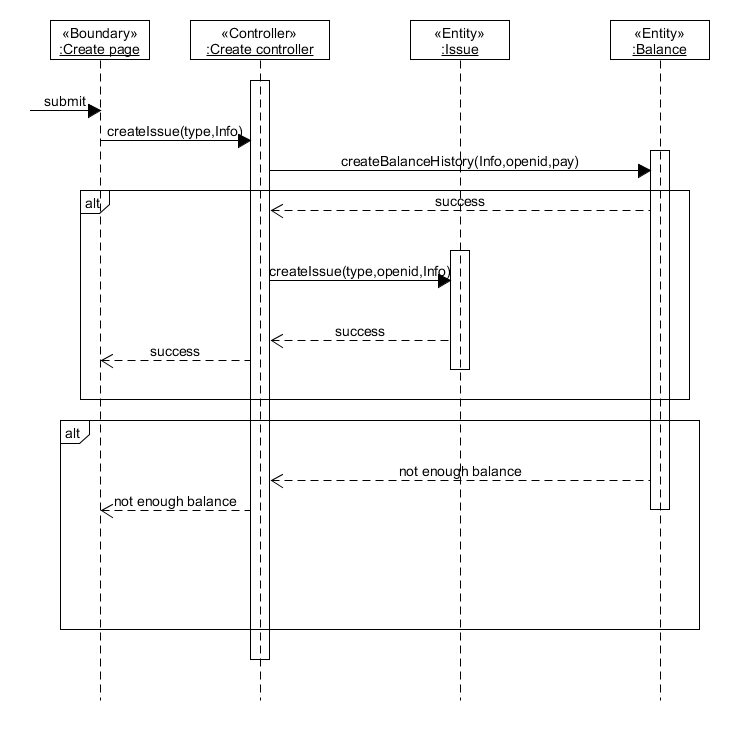 «Boundary»
:Create page
«Controller»
:Create controller
«Entity»
:Issue
«Entity»
:Balance
submit
createIssue(type,Info)
createBalanceHistory(Info,openid,pay)
alt
success
createIssue(type,openid,Info)
success
success
alt
not enough balance
not enough balance